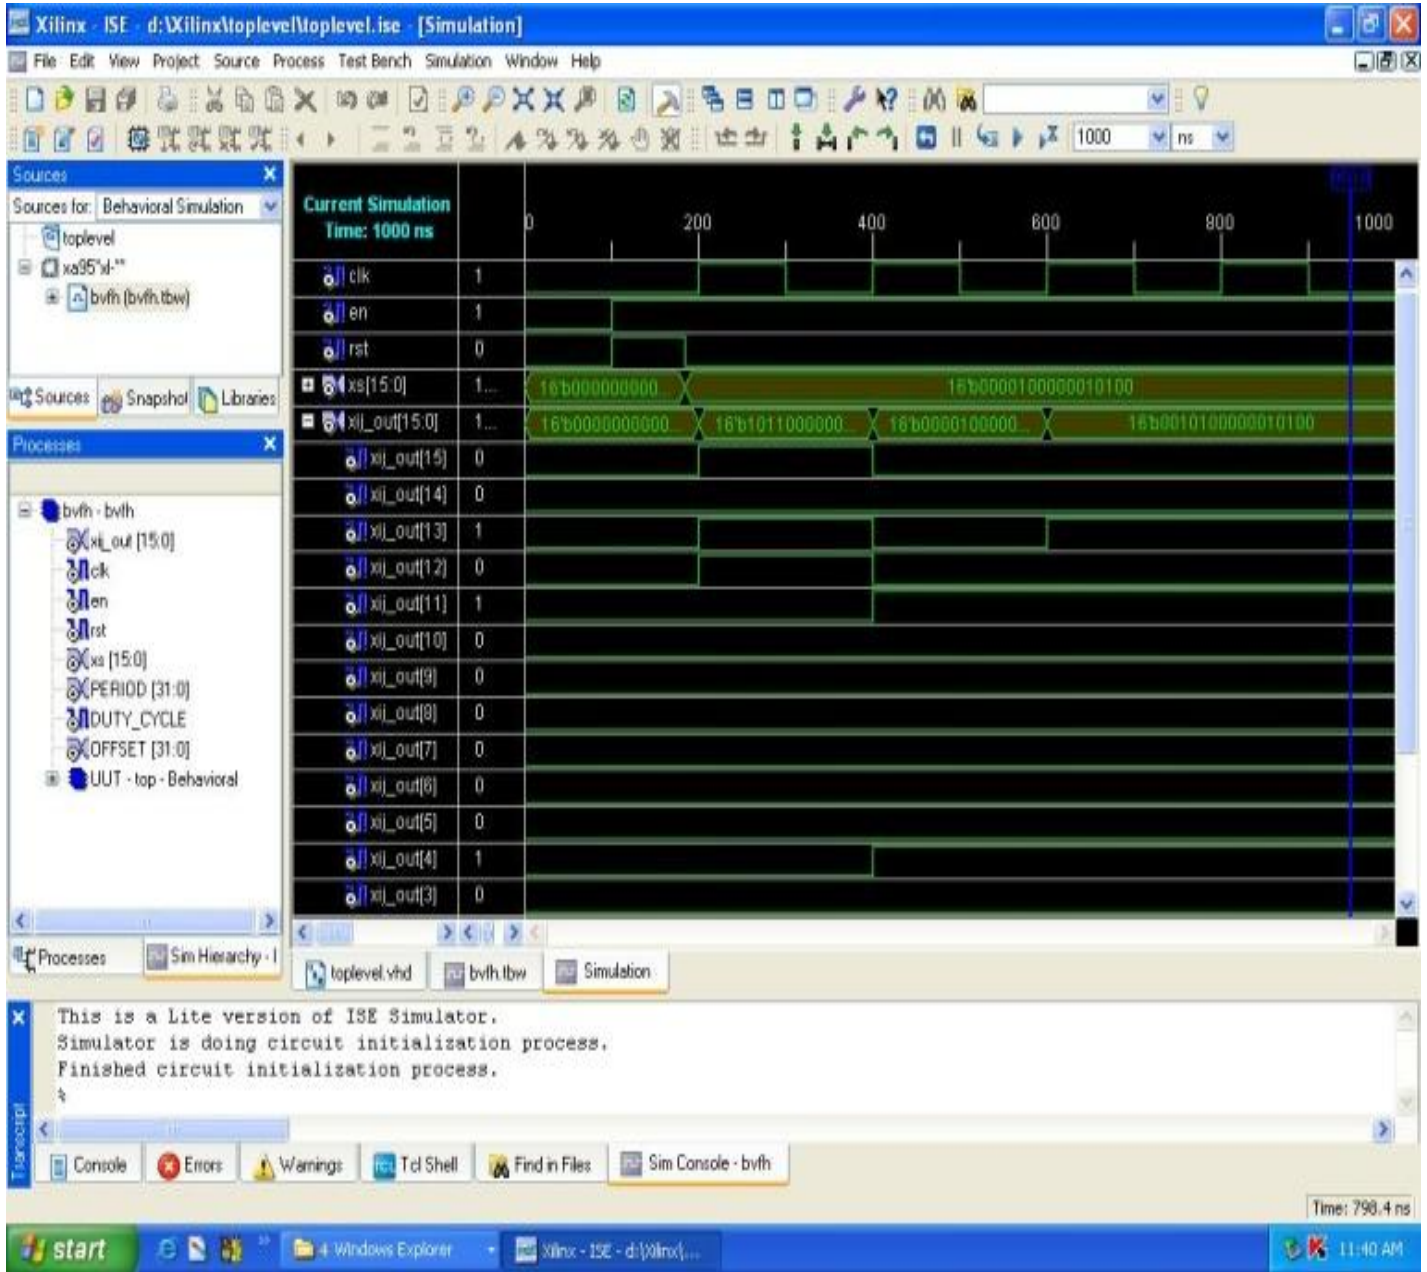 Xilinx - ISE - d:\Xilinx\toplevel\toplevel.ise - [Simulation]
File Edit View Project Source Process Test Bench Simulation Window Help
1000 ns
Sources
Sources for: Behavioral Simulation
toplevel
xa95*xl-**
bvfh (bvfh.tbw)
Sources Snapshot Libraries
Processes
bvfh - bvfh
xij_out [15:0]
clk
en
rst
xs [15:0]
PERIOD [31:0]
DUTY_CYCLE
OFFSET [31:0]
UUT - top - Behavioral
Processes Sim Hierarchy - I
Current Simulation
Time: 1000 ns
0 200 400 600 800 1000
clk 1
en 1
rst 0
xs[15:0] 1... 16'b000000000... 16'b0000100000010100
xij_out[15:0] 1... 16'b0000000000... 16'b1011000000... 16'b0000100000... 16'b0010100000010100
xij_out[15] 0
xij_out[14] 0
xij_out[13] 1
xij_out[12] 0
xij_out[11] 1
xij_out[10] 0
xij_out[9] 0
xij_out[8] 0
xij_out[7] 0
xij_out[6] 0
xij_out[5] 0
xij_out[4] 1
xij_out[3] 0
toplevel.vhd bvfh.tbw Simulation
This is a Lite version of ISE Simulator.
Simulator is doing circuit initialization process.
Finished circuit initialization process.
%
Transcript
Console Errors Warnings Tcl Shell Find in Files Sim Console - bvfh
Time: 798.4 ns
start 4 Windows Explorer Xilinx - ISE - d:\Xilinx\... 11:40 AM